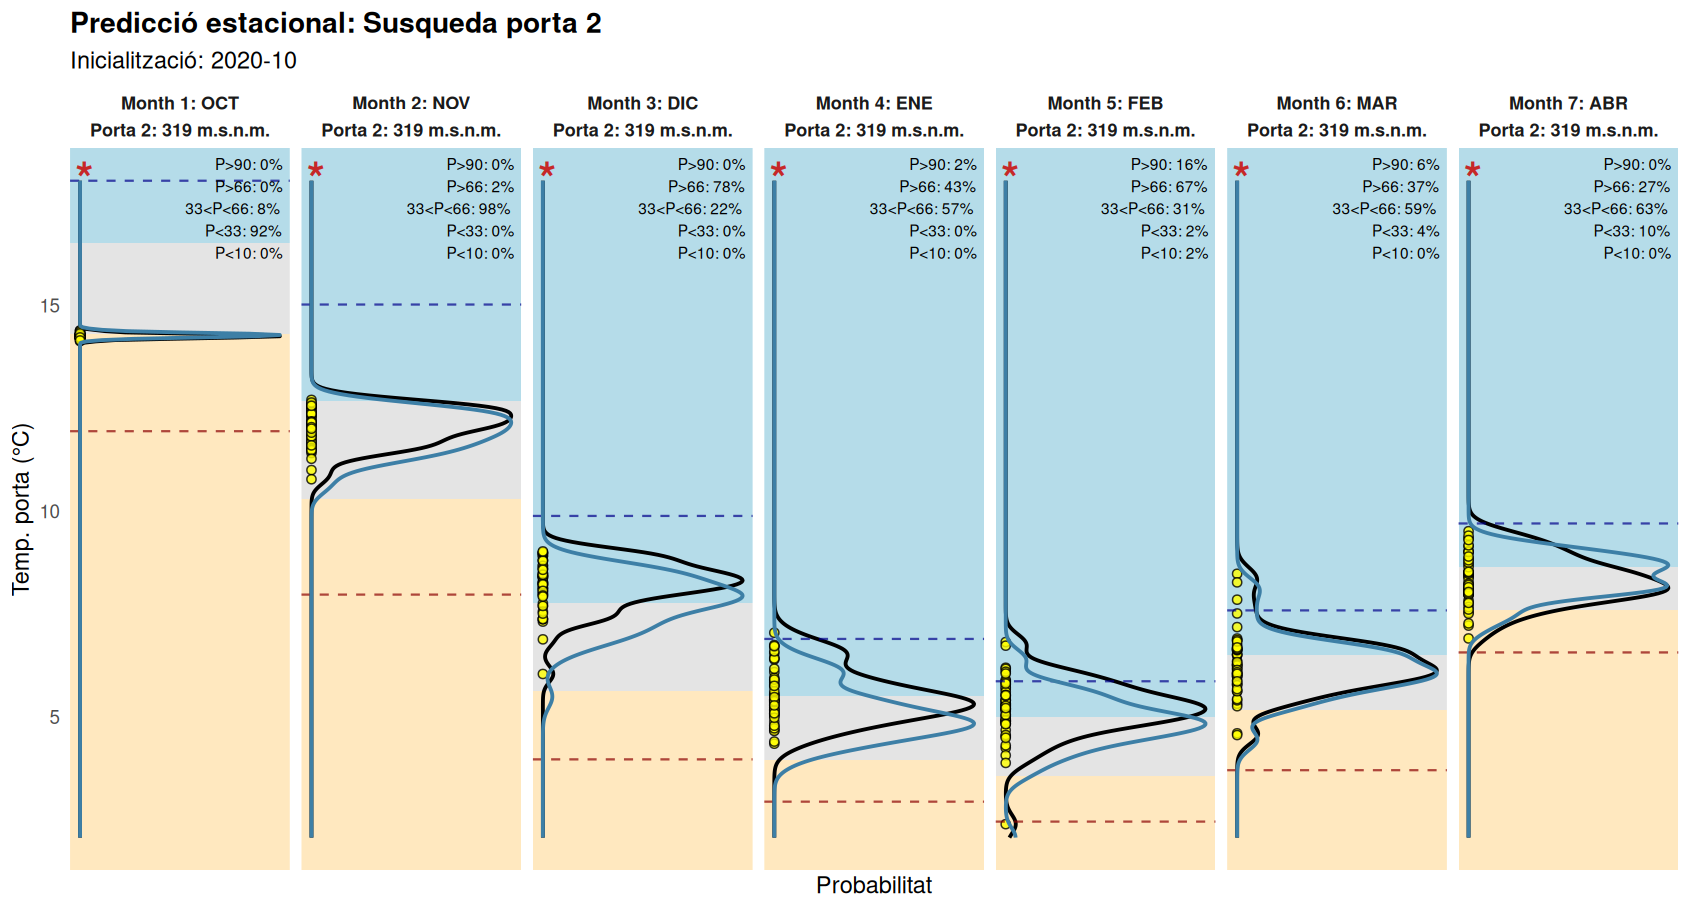 Predicció estacional: Susqueda porta 2
Inicialització: 2020-10
Month 1: OCT
Porta 2: 319 m.s.n.m.
Month 2: NOV
Porta 2: 319 m.s.n.m.
Month 3: DIC
Porta 2: 319 m.s.n.m.
Month 4: ENE
Porta 2: 319 m.s.n.m.
Month 5: FEB
Porta 2: 319 m.s.n.m.
Month 6: MAR
Porta 2: 319 m.s.n.m.
Month 7: ABR
Porta 2: 319 m.s.n.m.
*
P>90: 0%
P>66: 0%
33<P<66: 8%
P<33: 92%
P<10: 0%
*
P>90: 0%
P>66: 2%
33<P<66: 98%
P<33: 0%
P<10: 0%
*
P>90: 0%
P>66: 78%
33<P<66: 22%
P<33: 0%
P<10: 0%
*
P>90: 2%
P>66: 43%
33<P<66: 57%
P<33: 0%
P<10: 0%
*
P>90: 16%
P>66: 67%
33<P<66: 31%
P<33: 2%
P<10: 2%
*
P>90: 6%
P>66: 37%
33<P<66: 59%
P<33: 4%
P<10: 0%
*
P>90: 0%
P>66: 27%
33<P<66: 63%
P<33: 10%
P<10: 0%
15
10
5
Temp. porta (°C)
Probabilitat